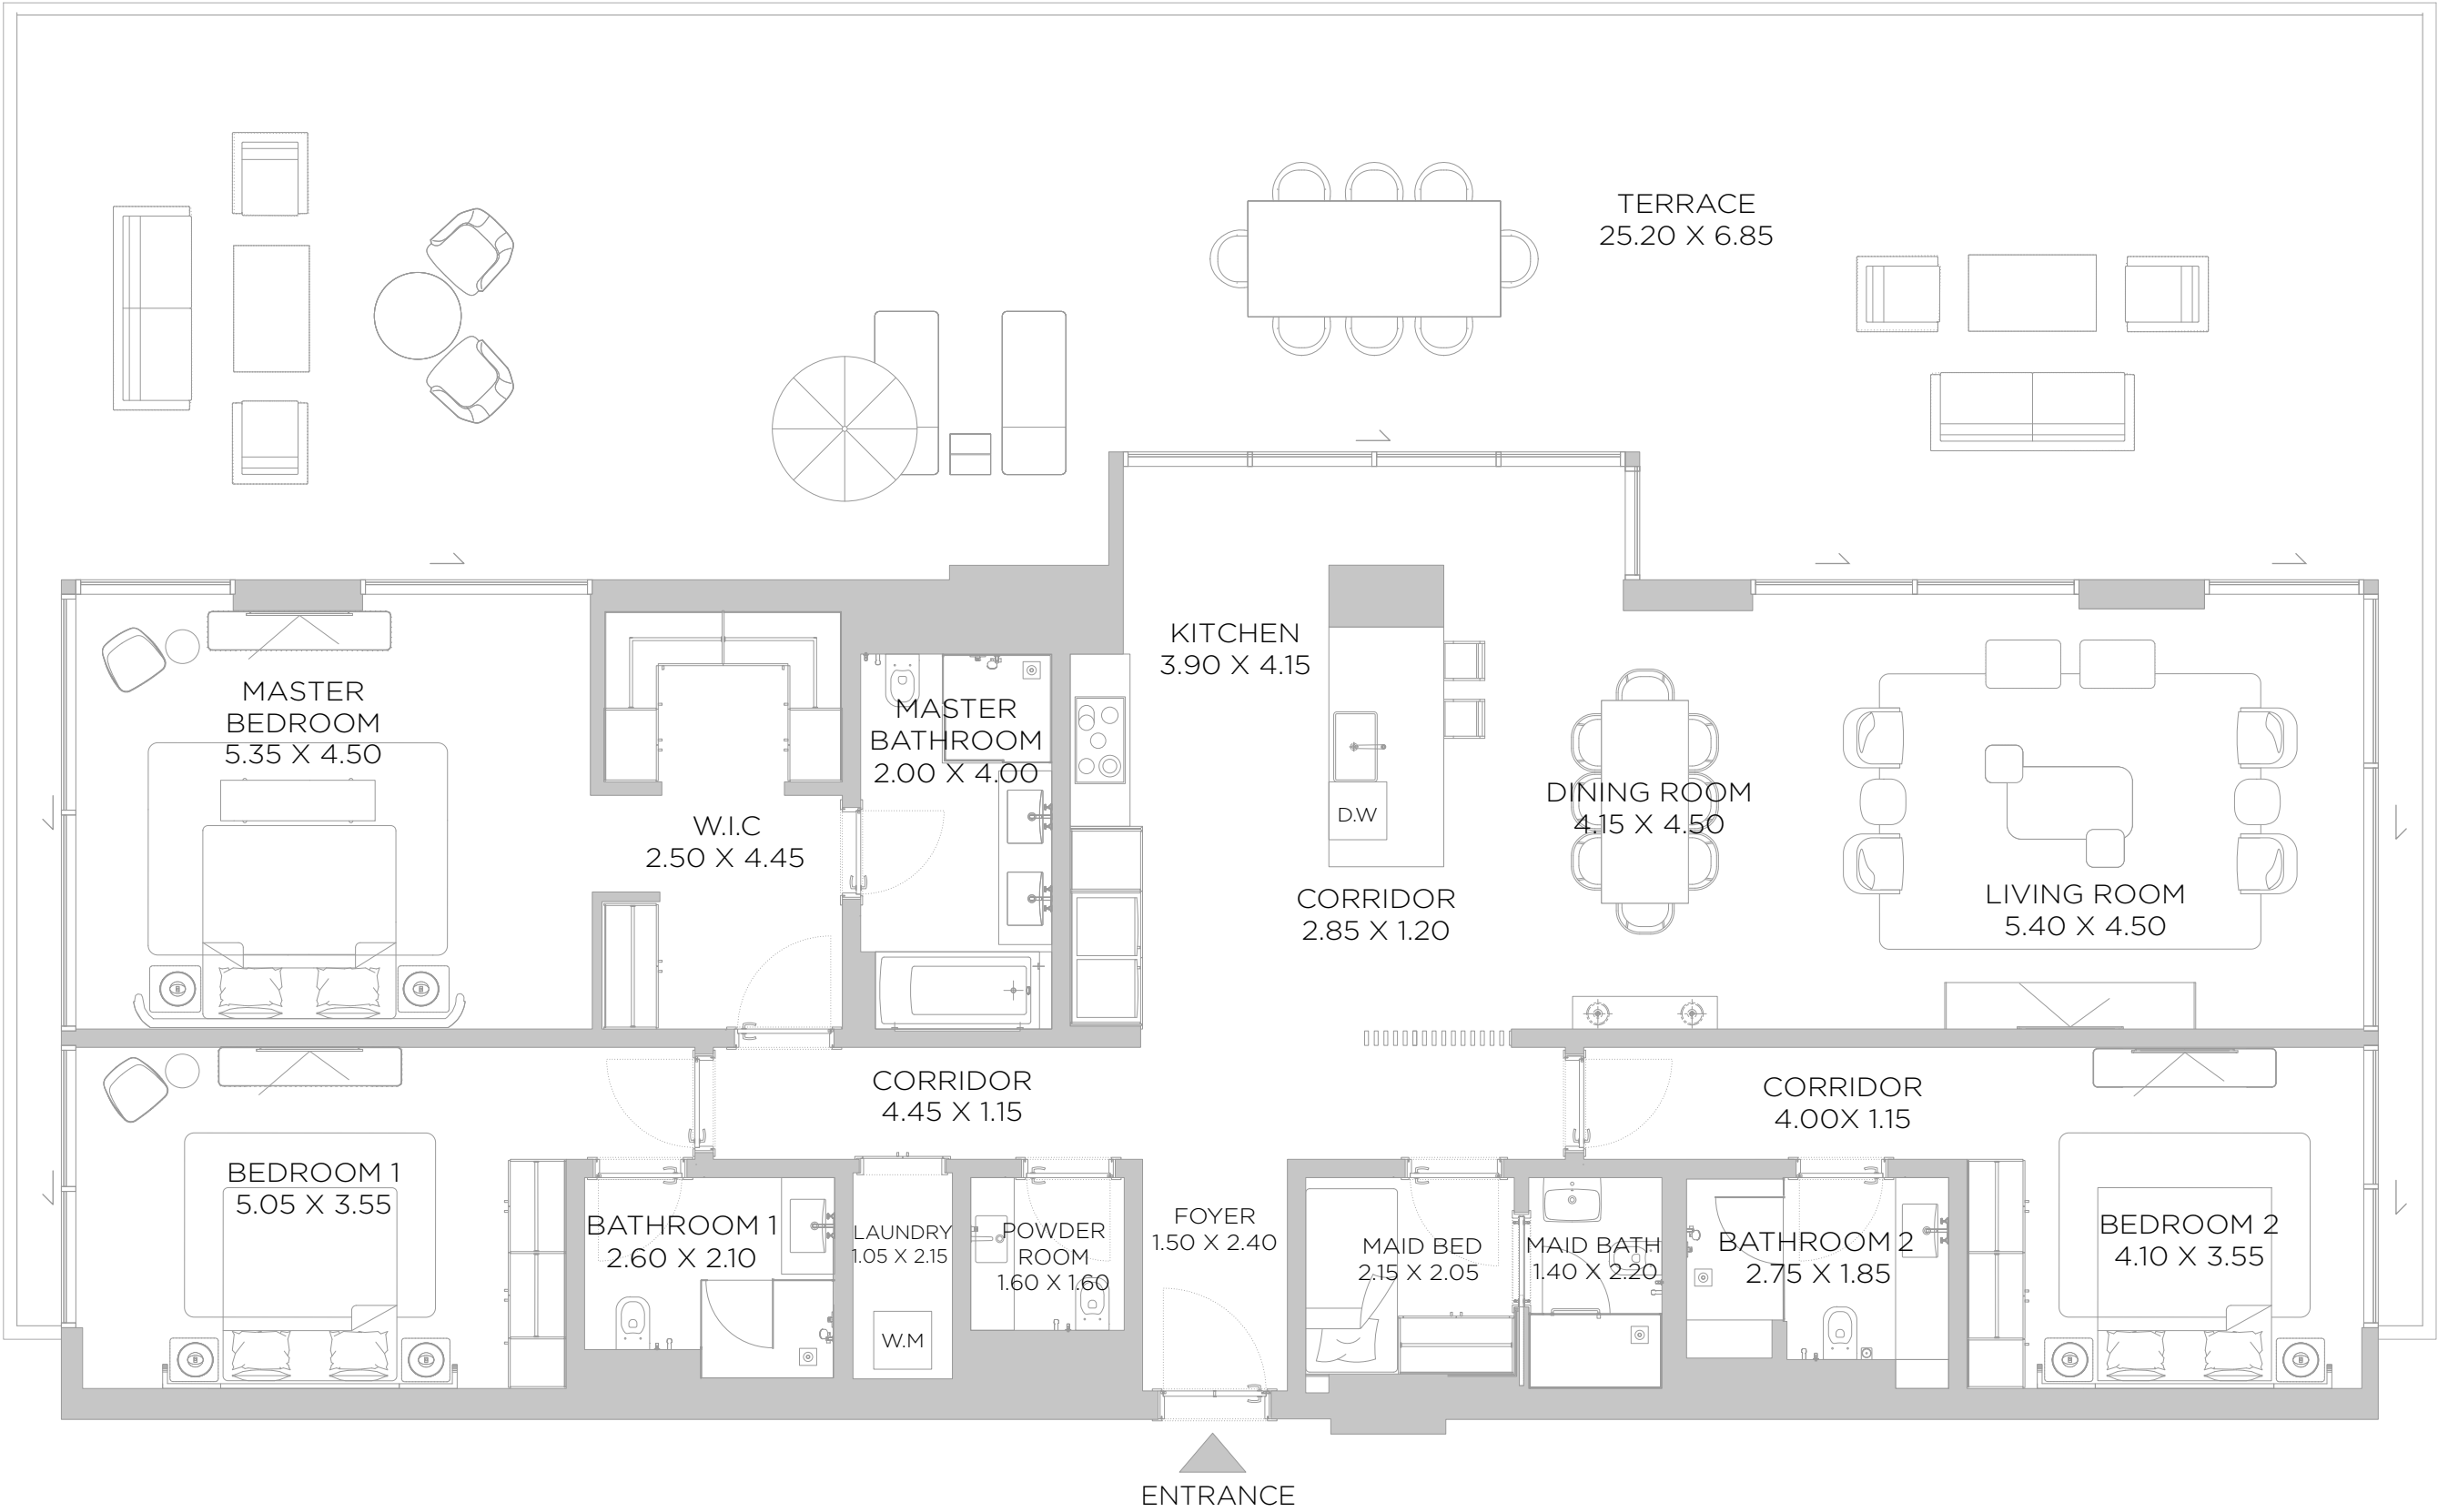 TERRACE
25.20 X 6.85
KITCHEN
3.90 X 4.15
MASTER
BEDROOM
5.35 X 4.50
MASTER
BATHROOM
2.00 X 4.00
W.I.C
2.50 X 4.45
D.W
DINING ROOM
4.15 X 4.50
LIVING ROOM
5.40 X 4.50
CORRIDOR
2.85 X 1.20
CORRIDOR
4.45 X 1.15
CORRIDOR
4.00X 1.15
BEDROOM 1
5.05 X 3.55
BATHROOM 1
2.60 X 2.10
LAUNDRY
1.05 X 2.15
W.M
POWDER
ROOM
1.60 X 1.60
FOYER
1.50 X 2.40
MAID BED
2.15 X 2.05
MAID BATH
1.40 X 2.20
BATHROOM 2
2.75 X 1.85
BEDROOM 2
4.10 X 3.55
ENTRANCE